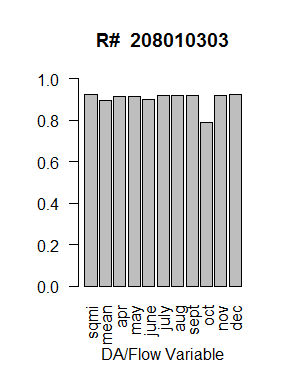 R# 208010303
1.0
0.8
0.6
0.4
0.2
0.0
sqmi
mean
apr
may
june
july
aug
sept
oct
nov
dec
DA/Flow Variable